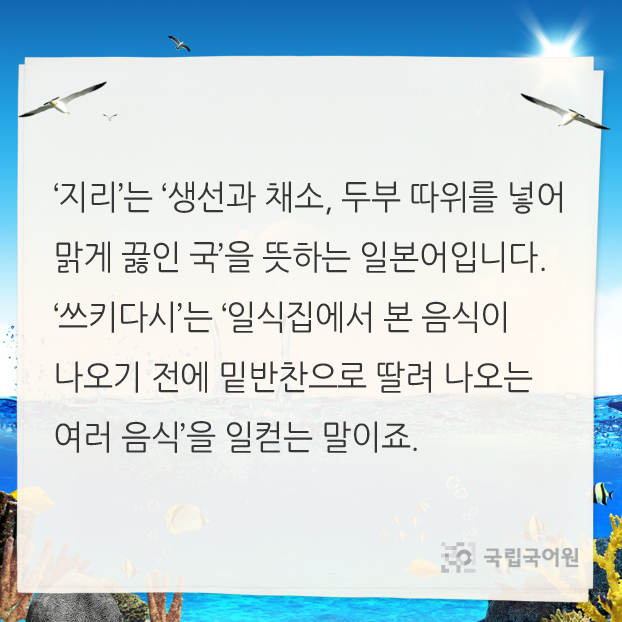 ‘지리’는 ‘생선과 채소, 두부 따위를 넣어
맑게 끓인 국’을 뜻하는 일본어입니다.
‘쓰키다시’는 ‘일식집에서 본 음식이
나오기 전에 밑반찬으로 딸려 나오는
여러 음식’을 일컫는 말이죠.
국립국어원